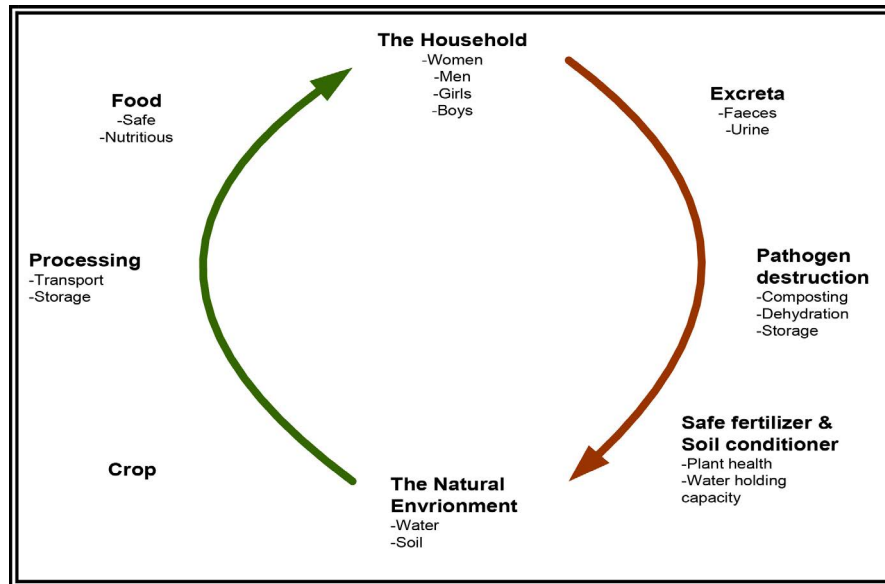 The Household
-Women
-Men
-Girls
-Boys
Excreta
-Faeces
-Urine
Pathogen
destruction
-Composting
-Dehydration
-Storage
Safe fertilizer &
Soil conditioner
-Plant health
-Water holding
capacity
The Natural
Envrionment
-Water
-Soil
Crop
Processing
-Transport
-Storage
Food
-Safe
-Nutritious